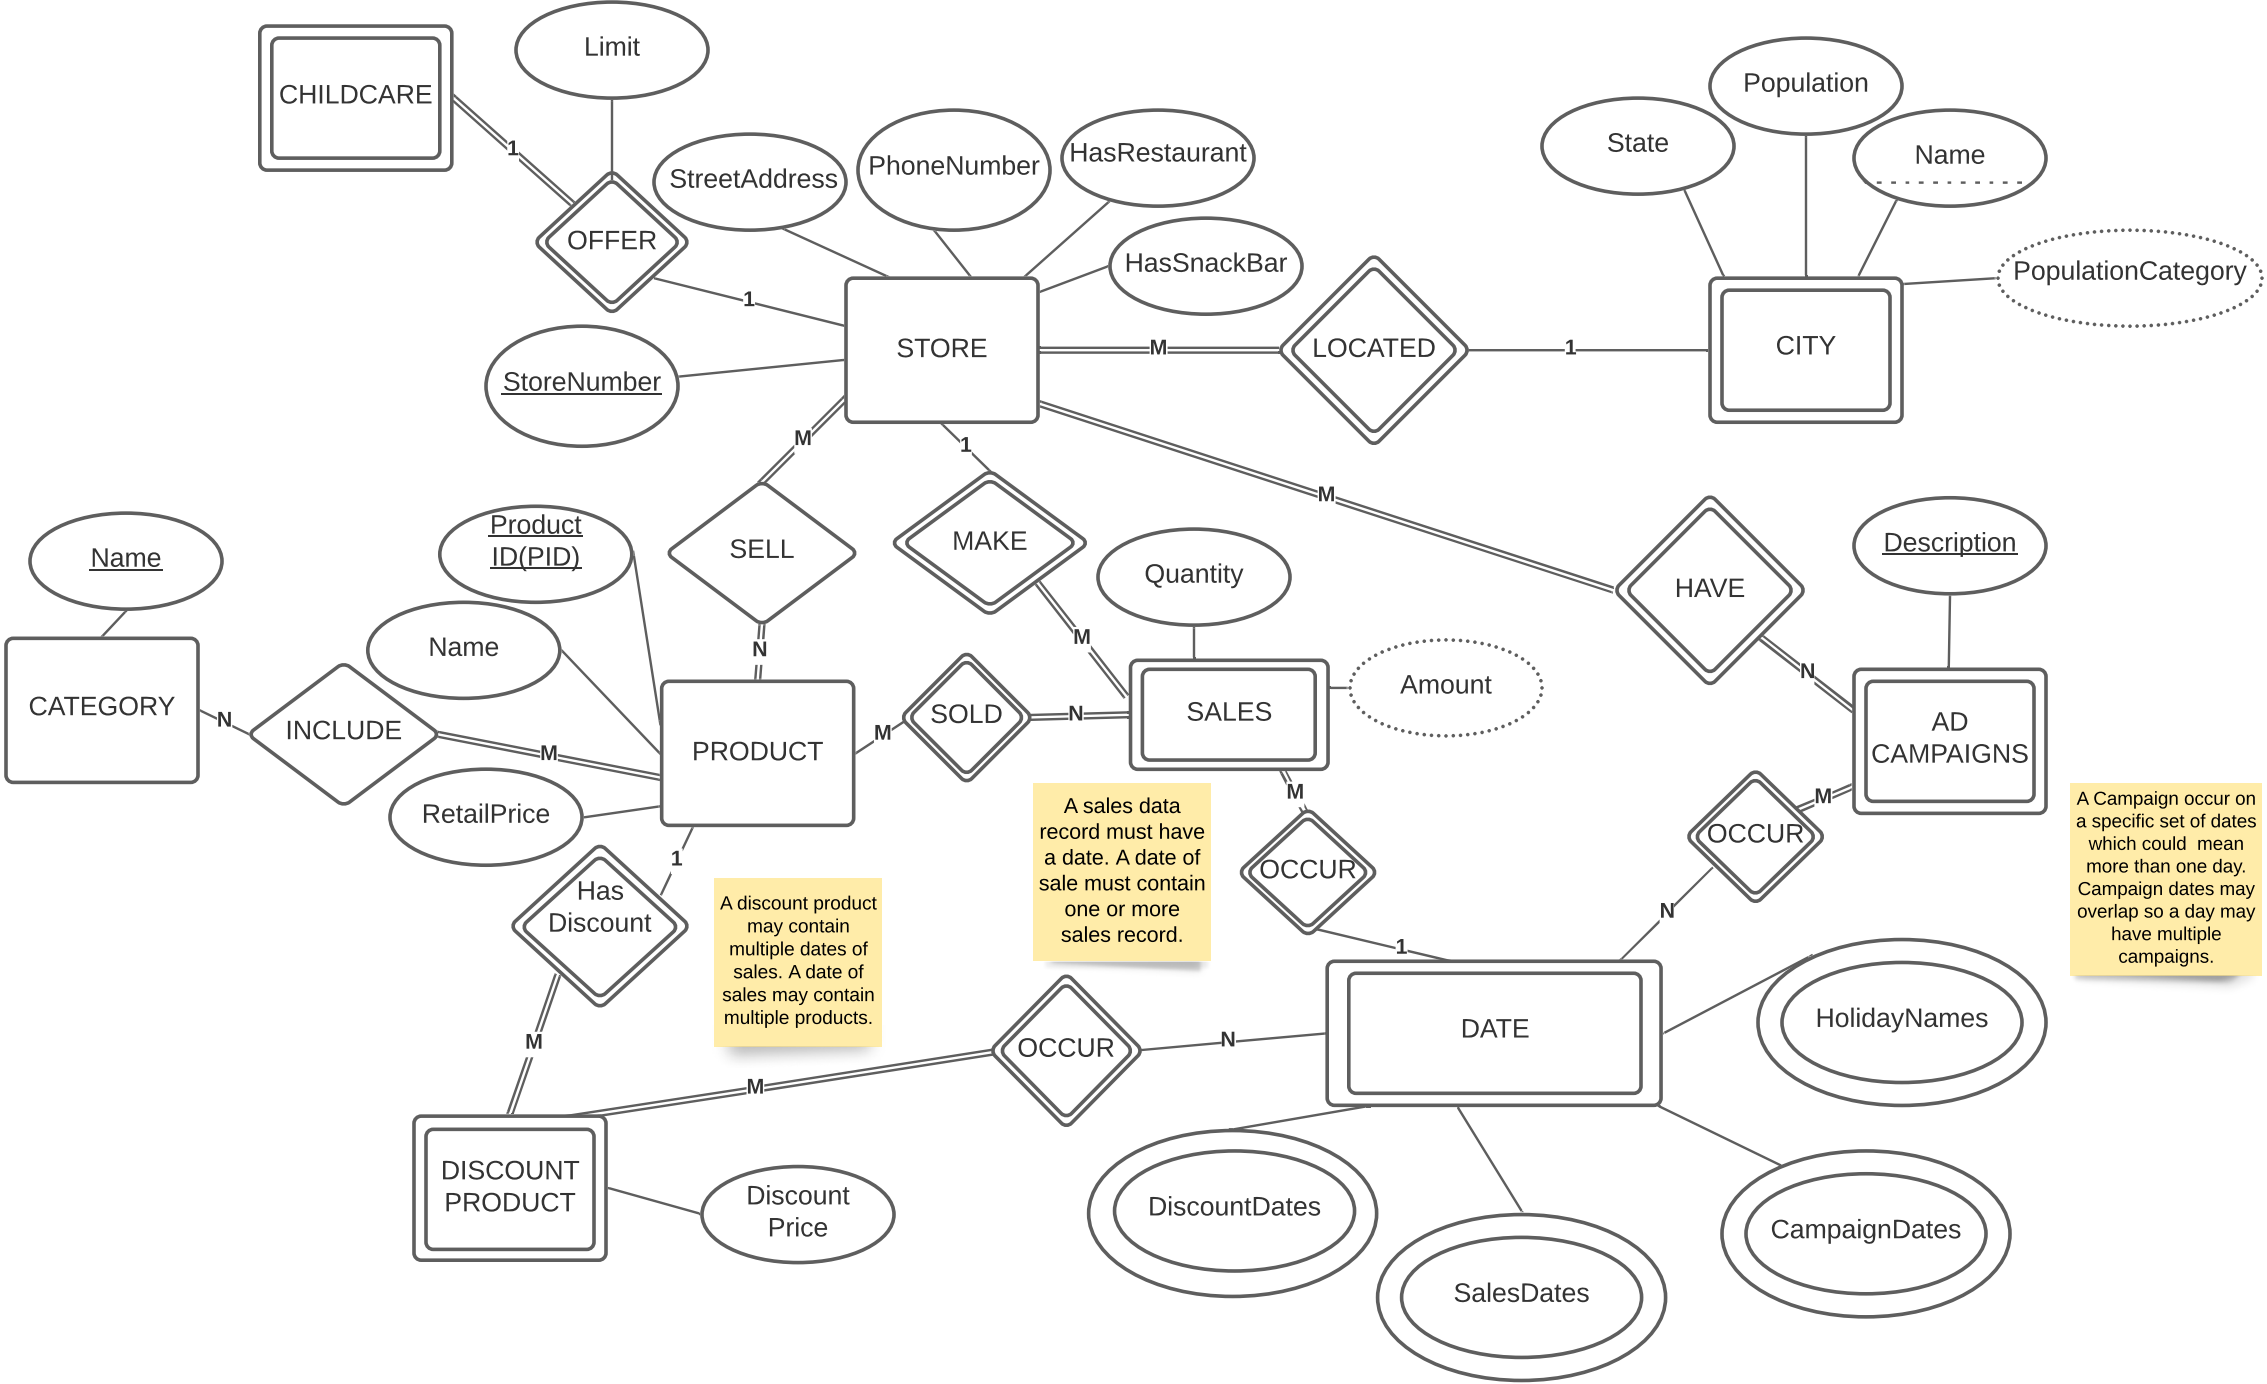 Limit
CHILDCARE
Population
State
Name
1
StreetAddress
PhoneNumber
HasRestaurant
OFFER
HasSnackBar
PopulationCategory
1
STORE
M
LOCATED
1
CITY
StoreNumber
M
1
M
Product
ID(PID)
SELL
MAKE
Description
Name
Quantity
HAVE
Name
N
M
N
CATEGORY
N
INCLUDE
M
PRODUCT
M
SOLD
N
SALES
Amount
AD
CAMPAIGNS
RetailPrice
M
M
OCCUR
A sales data
record must have
a date. A date of
sale must contain
one or more
sales record.
A Campaign occur on
a specific set of dates
which could mean
more than one day.
Campaign dates may
overlap so a day may
have multiple
campaigns.
1
Has
Discount
OCCUR
A discount product
may contain
multiple dates of
sales. A date of
sales may contain
multiple products.
N
1
M
OCCUR
N
DATE
HolidayNames
M
DISCOUNT
PRODUCT
Discount
Price
DiscountDates
SalesDates
CampaignDates